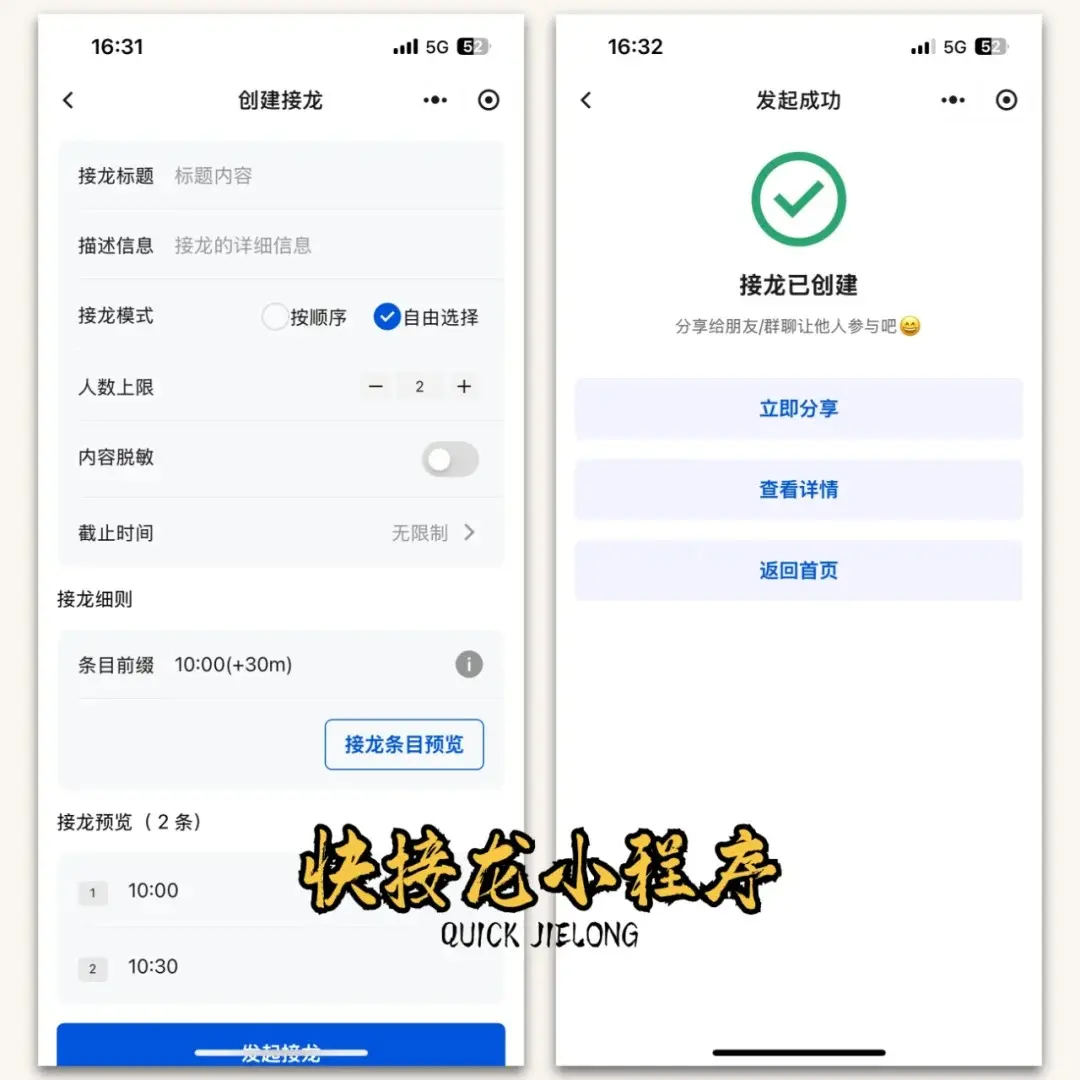 16:31
5G 52
创建接龙
接龙标题 标题内容
描述信息 接龙的详细信息
接龙模式 按顺序 自由选择
人数上限 − 2 +
内容脱敏
截止时间 无限制
接龙细则
条目前缀 10:00(+30m)
接龙条目预览
接龙预览（2 条）
1 10:00
2 10:30
发起接龙
16:32
5G 52
发起成功
接龙已创建
分享给朋友/群聊让他人参与吧😄
立即分享
查看详情
返回首页
快接龙小程序
QUICK JIELONG